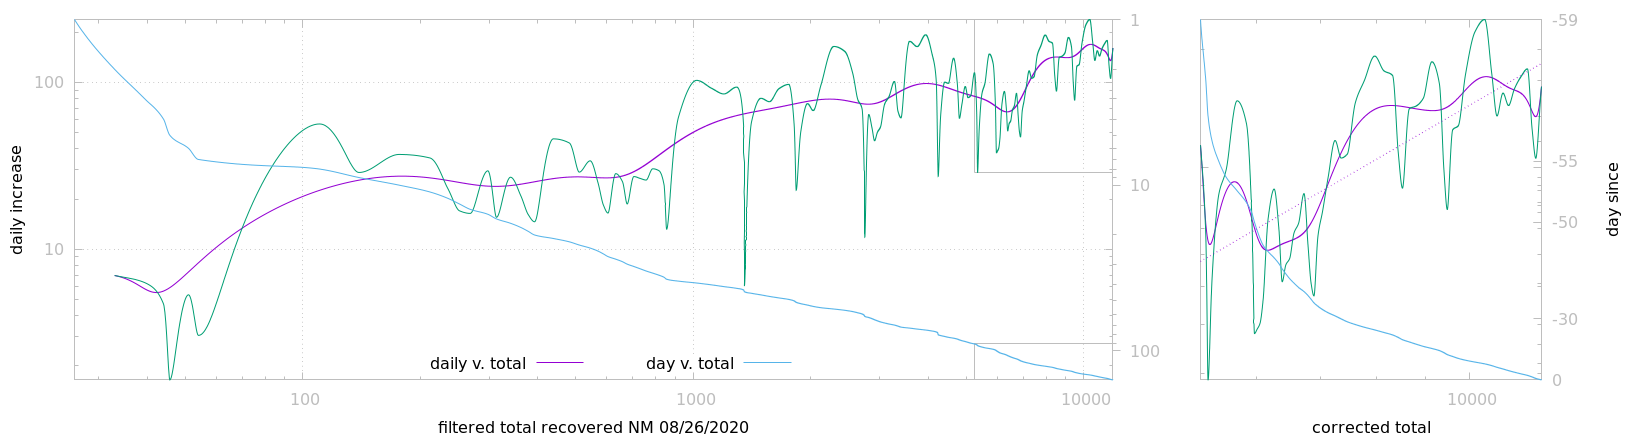 daily increase
100
10
1
10
100
daily v. total
day v. total
100
1000
10000
filtered total recovered NM 08/26/2020
-59
-55
-50
-30
0
day since
10000
corrected total